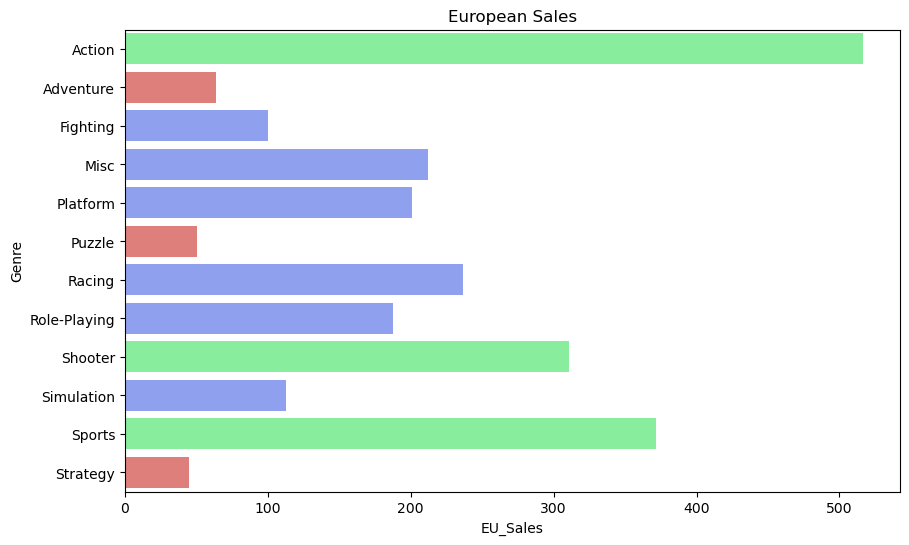 European Sales
Genre
Action
Adventure
Fighting
Misc
Platform
Puzzle
Racing
Role-Playing
Shooter
Simulation
Sports
Strategy
0 100 200 300 400 500
EU_Sales